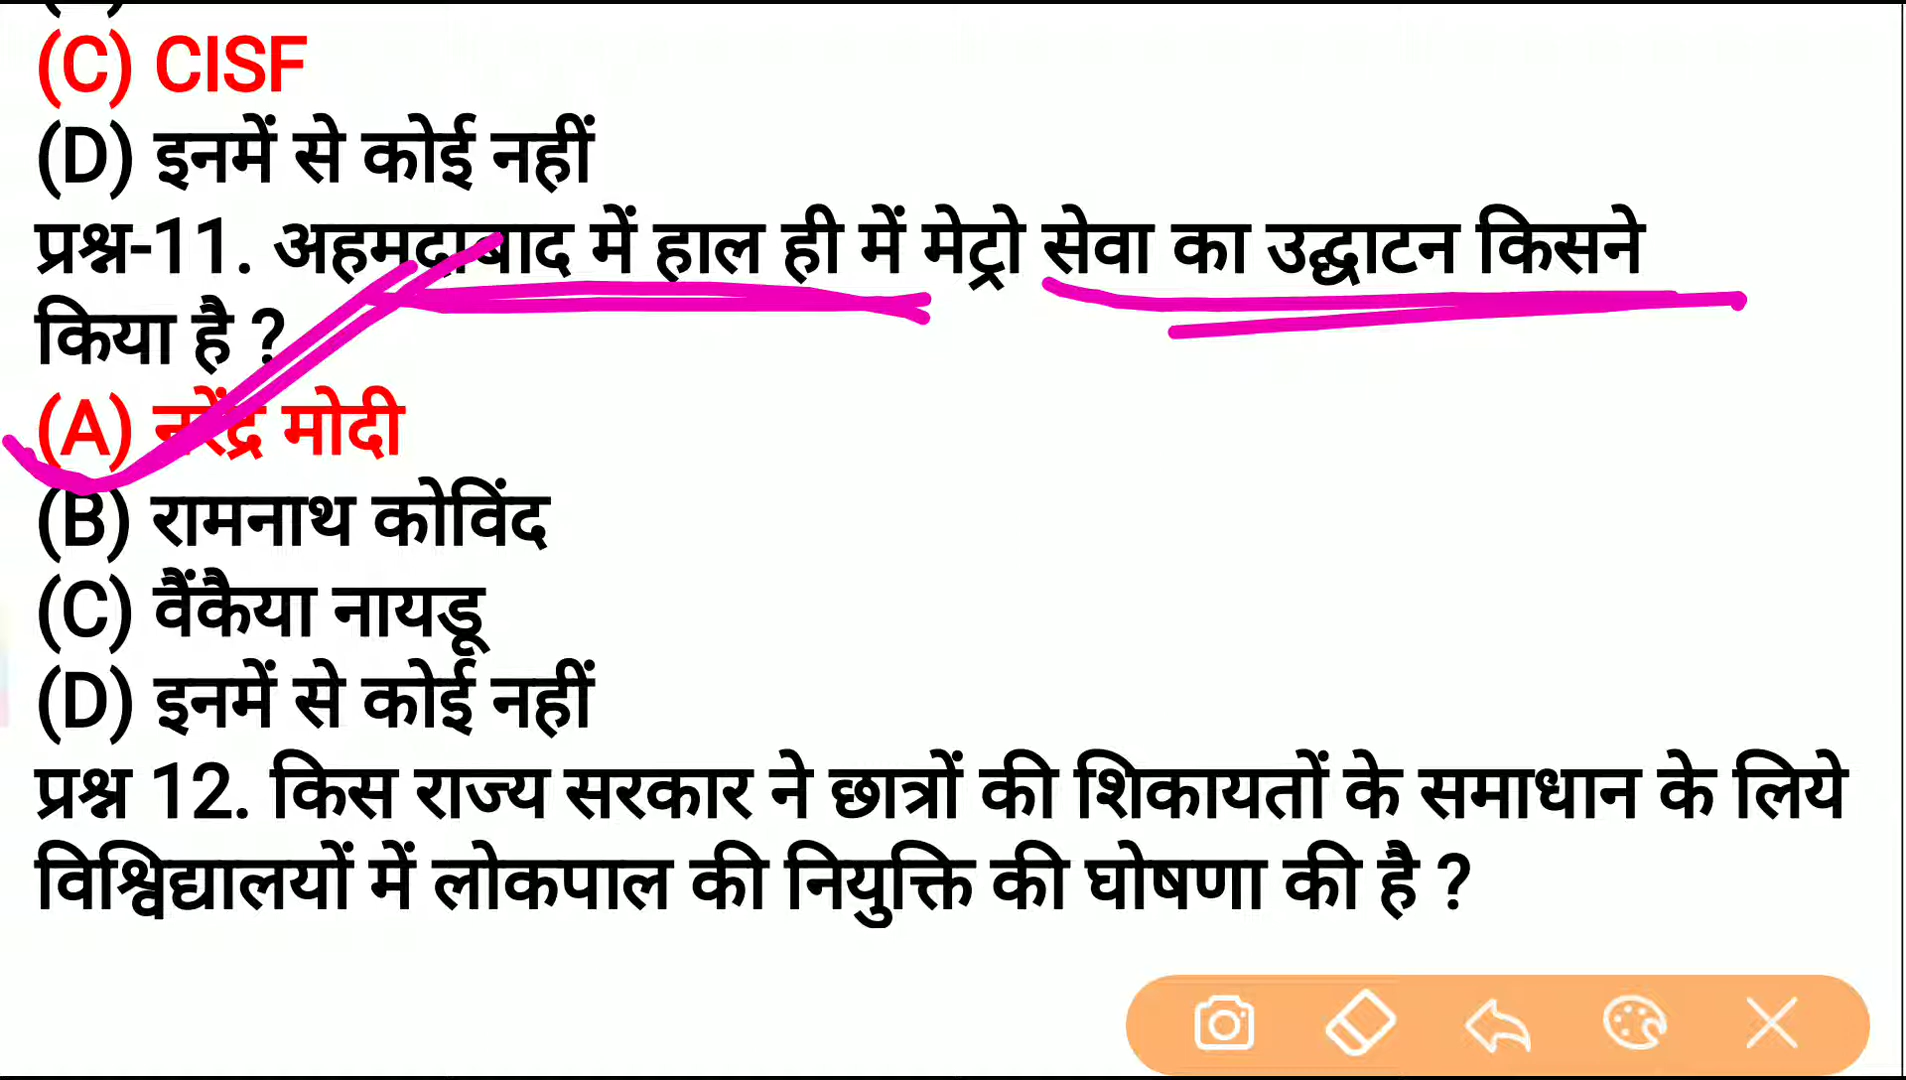 (C) CISF
(D) इनमें से कोई नहीं
प्रश्न-11. अहमदाबाद में हाल ही में मेट्रो सेवा का उद्घाटन किसने
किया है ?
(A) नरेंद्र मोदी
(B) रामनाथ कोविंद
(C) वैंकैया नायडू
(D) इनमें से कोई नहीं
प्रश्न 12. किस राज्य सरकार ने छात्रों की शिकायतों के समाधान के लिये
विश्विद्यालयों में लोकपाल की नियुक्ति की घोषणा की है ?